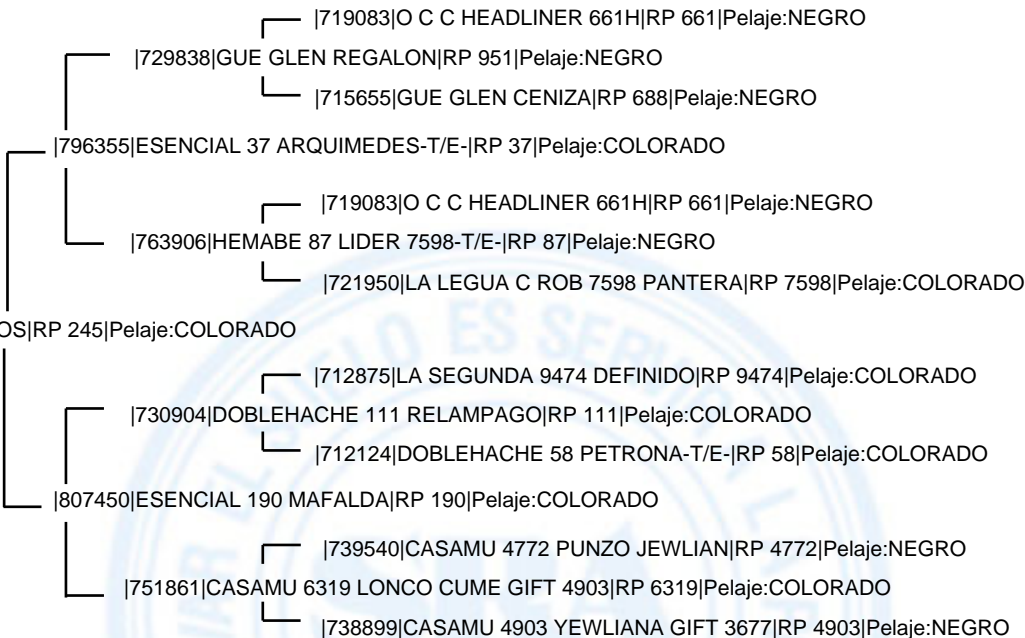 |719083|O C C HEADLINER 661H|RP 661|Pelaje:NEGRO
|729838|GUE GLEN REGALON|RP 951|Pelaje:NEGRO
|715655|GUE GLEN CENIZA|RP 688|Pelaje:NEGRO
|796355|ESENCIAL 37 ARQUIMEDES-T/E-|RP 37|Pelaje:COLORADO
|719083|O C C HEADLINER 661H|RP 661|Pelaje:NEGRO
|763906|HEMABE 87 LIDER 7598-T/E-|RP 87|Pelaje:NEGRO
|721950|LA LEGUA C ROB 7598 PANTERA|RP 7598|Pelaje:COLORADO
OS|RP 245|Pelaje:COLORADO
|712875|LA SEGUNDA 9474 DEFINIDO|RP 9474|Pelaje:COLORADO
|730904|DOBLEHACHE 111 RELAMPAGO|RP 111|Pelaje:COLORADO
|712124|DOBLEHACHE 58 PETRONA-T/E-|RP 58|Pelaje:COLORADO
|807450|ESENCIAL 190 MAFALDA|RP 190|Pelaje:COLORADO
|739540|CASAMU 4772 PUNZO JEWLIAN|RP 4772|Pelaje:NEGRO
|751861|CASAMU 6319 LONCO CUME GIFT 4903|RP 6319|Pelaje:COLORADO
|738899|CASAMU 4903 YEWLIANA GIFT 3677|RP 4903|Pelaje:NEGRO